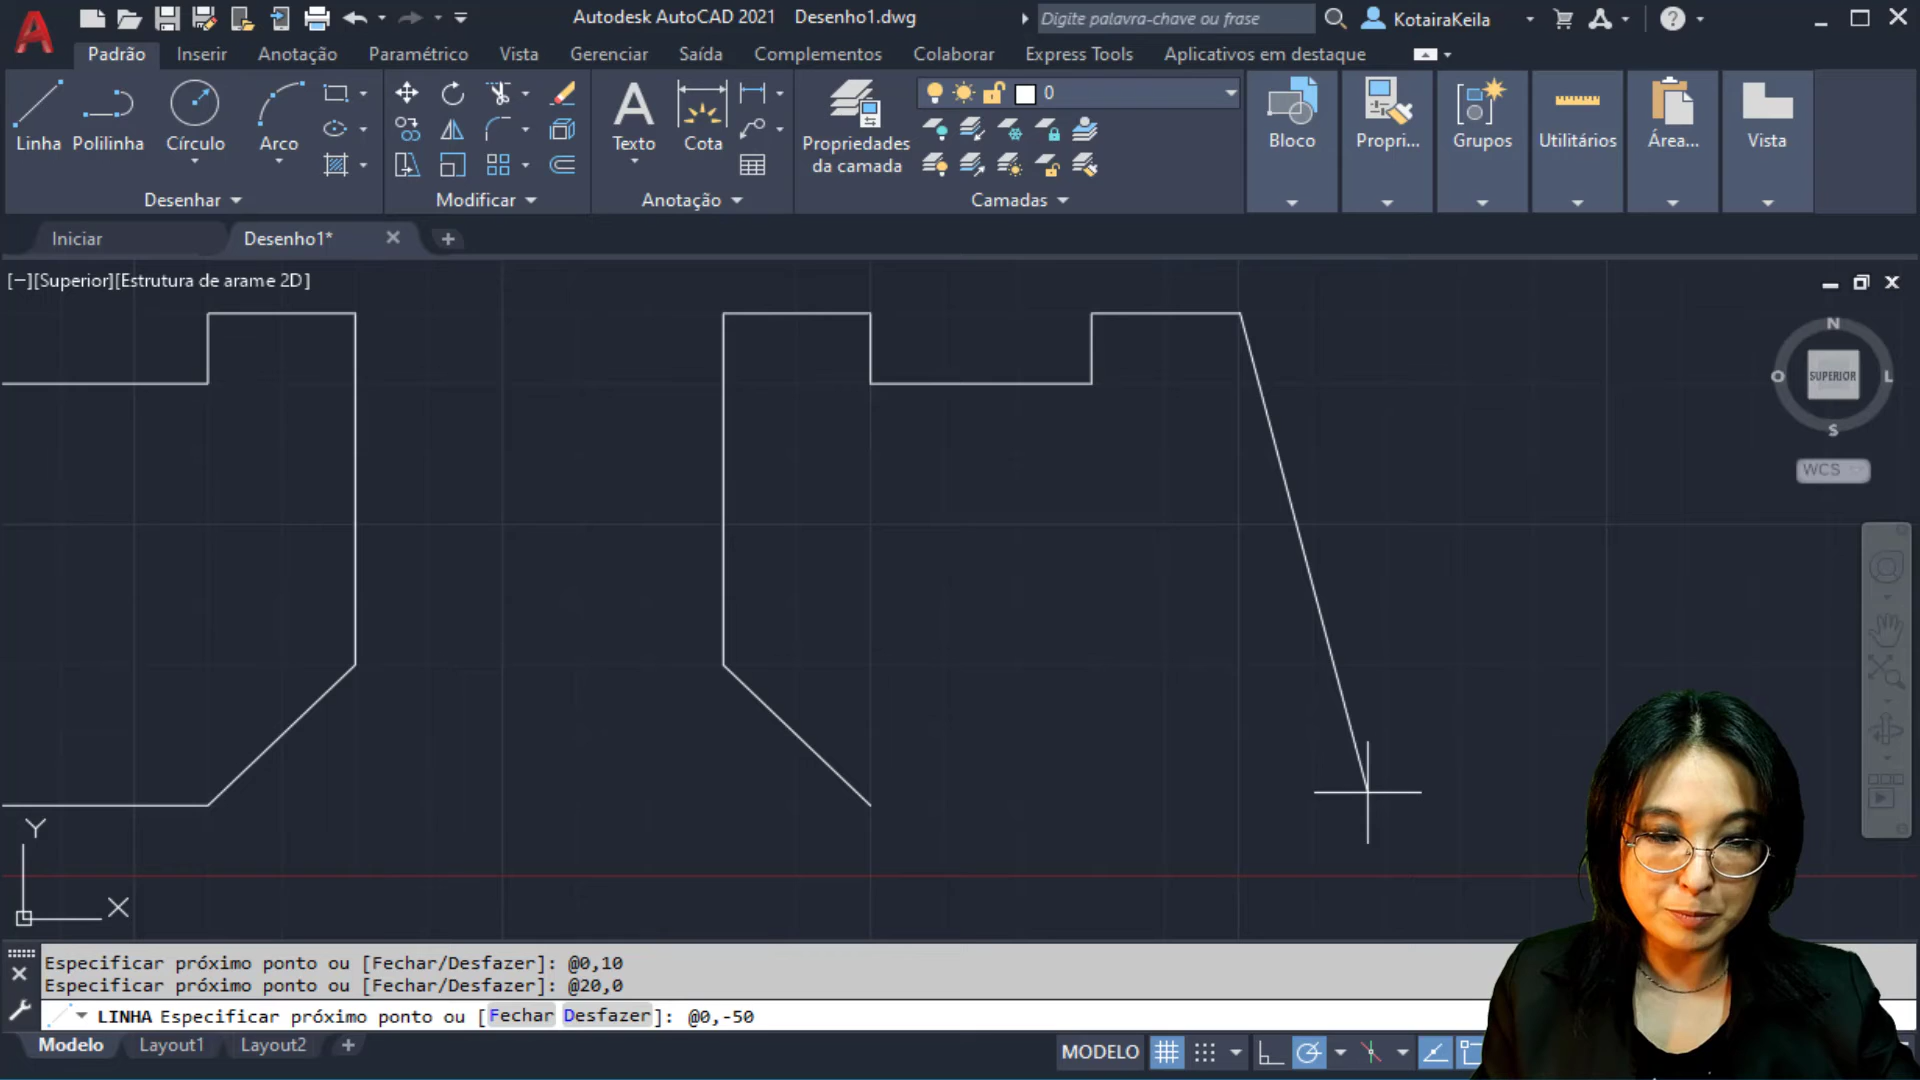 Autodesk AutoCAD 2021 Desenho1.dwg
Digite palavra-chave ou frase
KotairaKeila
Padrão Inserir Anotação Paramétrico Vista Gerenciar Saída Complementos Colaborar Express Tools Aplicativos em destaque
Linha Polilinha Círculo Arco
Desenhar
Modificar
Texto Cota
Anotação
Propriedades
da camada
0
Camadas
Bloco
Propri...
Grupos
Utilitários
Área...
Vista
Iniciar
Desenho1*
[−][Superior][Estrutura de arame 2D]
N
O SUPERIOR L
S
WCS
Y
X
Especificar próximo ponto ou [Fechar/Desfazer]: @0,10
Especificar próximo ponto ou [Fechar/Desfazer]: @20,0
LINHA Especificar próximo ponto ou [Fechar Desfazer]: @0,-50
Modelo Layout1 Layout2 +
MODELO